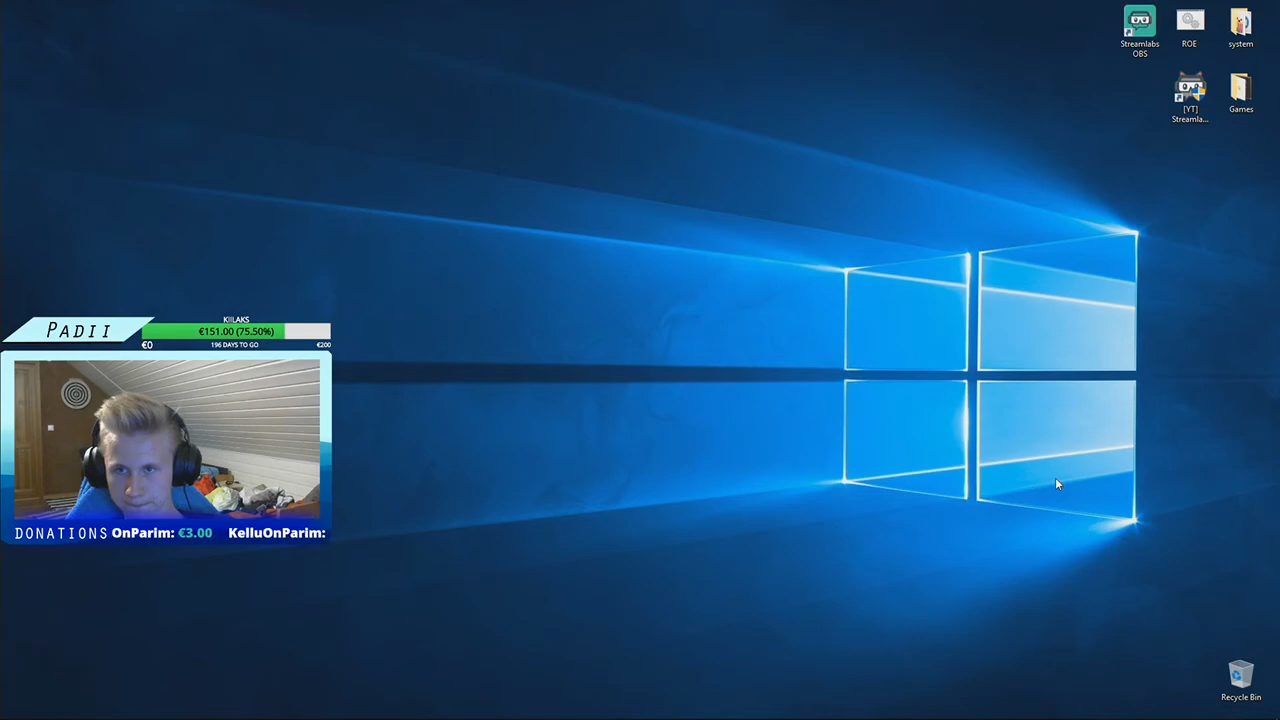 Streamlabs
OBS
ROE
system
[YT]
Streamla...
Games
KIILAKS
Padii
€151.00 (75.50%)
€0
196 DAYS TO GO
€200
DONATIONS OnParim: €3.00 KelluOnParim:
Recycle Bin